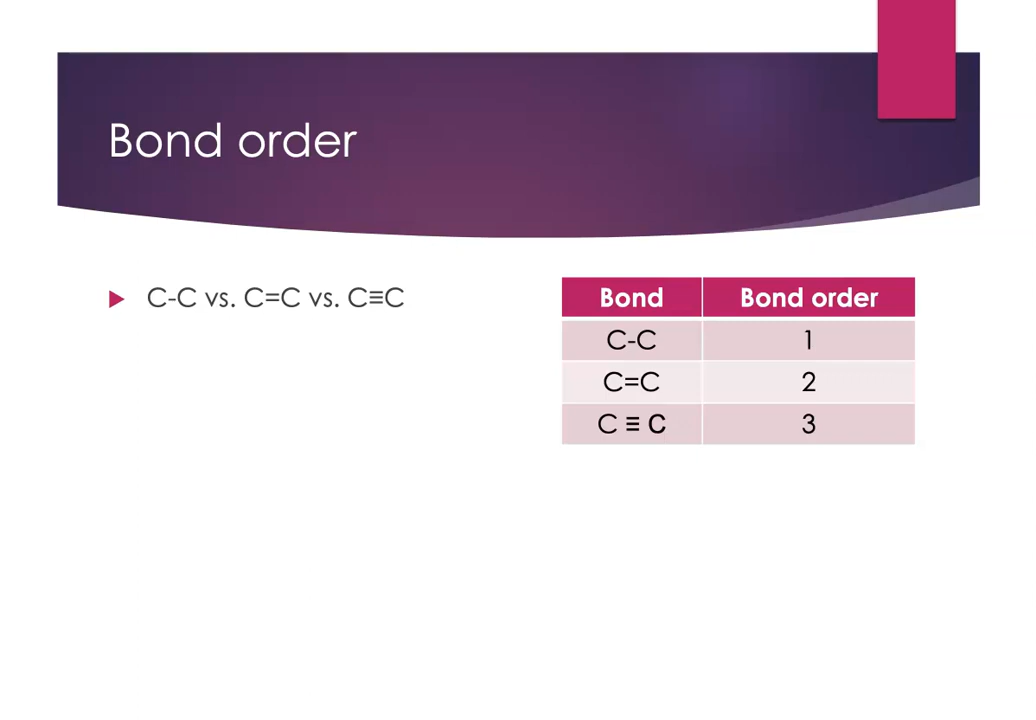 Bond order
C-C vs. C=C vs. C≡C
Bond Bond order
C-C 1
C=C 2
C ≡ C 3